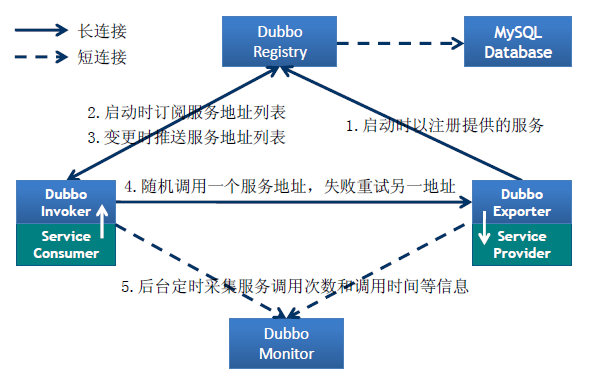 长连接
短连接
Dubbo
Registry
MySQL
Database
2.启动时订阅服务地址列表
3.变更时推送服务地址列表
1.启动时以注册提供的服务
4.随机调用一个服务地址，失败重试另一地址
Dubbo
Invoker
Service
Consumer
Dubbo
Exporter
Service
Provider
5.后台定时采集服务调用次数和调用时间等信息
Dubbo
Monitor